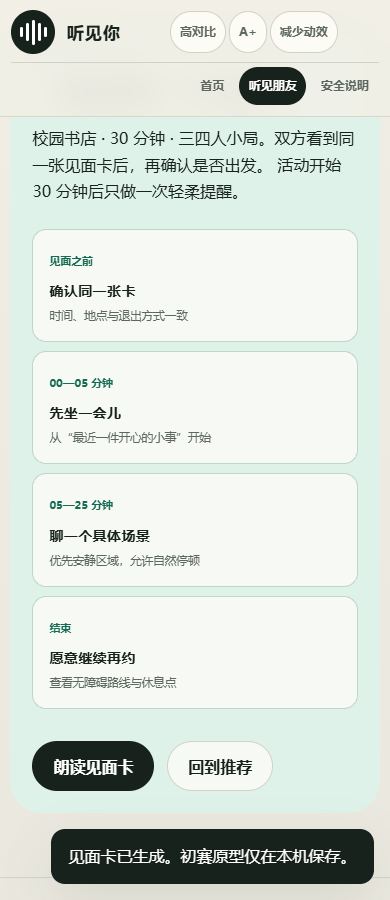 听见你
高对比
A+
减少动效
首页
听见朋友
安全说明
校园书店 · 30 分钟 · 三四人小局。双方看到同
一张见面卡后，再确认是否出发。 活动开始
30 分钟后只做一次轻柔提醒。
见面之前
确认同一张卡
时间、地点与退出方式一致
00—05 分钟
先坐一会儿
从“最近一件开心的小事”开始
05—25 分钟
聊一个具体场景
优先安静区域，允许自然停顿
结束
愿意继续再约
查看无障碍路线与休息点
朗读见面卡
回到推荐
见面卡已生成。初赛原型仅在本机保存。